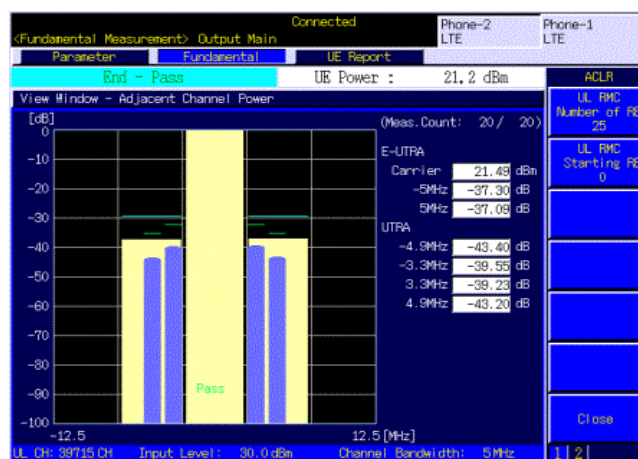 Connected
<Fundamental Measurement> Output Main
Phone-2
LTE
Phone-1
LTE
Parameter Fundamental UE Report
End - Pass UE Power : 21.2 dBm
View Window - Adjacent Channel Power
[dB]
(Meas.Count: 20 / 20)
0
-10
-20
-30
-40
-50
-60
-70
-80
-90
-100
E-UTRA
Carrier 21.49 dBm
-5MHz -37.30 dB
5MHz -37.09 dB
UTRA
-4.9MHz -43.40 dB
-3.3MHz -39.55 dB
3.3MHz -39.23 dB
4.9MHz -43.20 dB
Pass
-12.5 12.5 [MHz]
UL CH: 39715 CH Input Level: 30.0 dBm Channel Bandwidth: 5 MHz
ACLR
UL RMC
Number of RB
25
UL RMC
Starting RB
0
Close
1 2